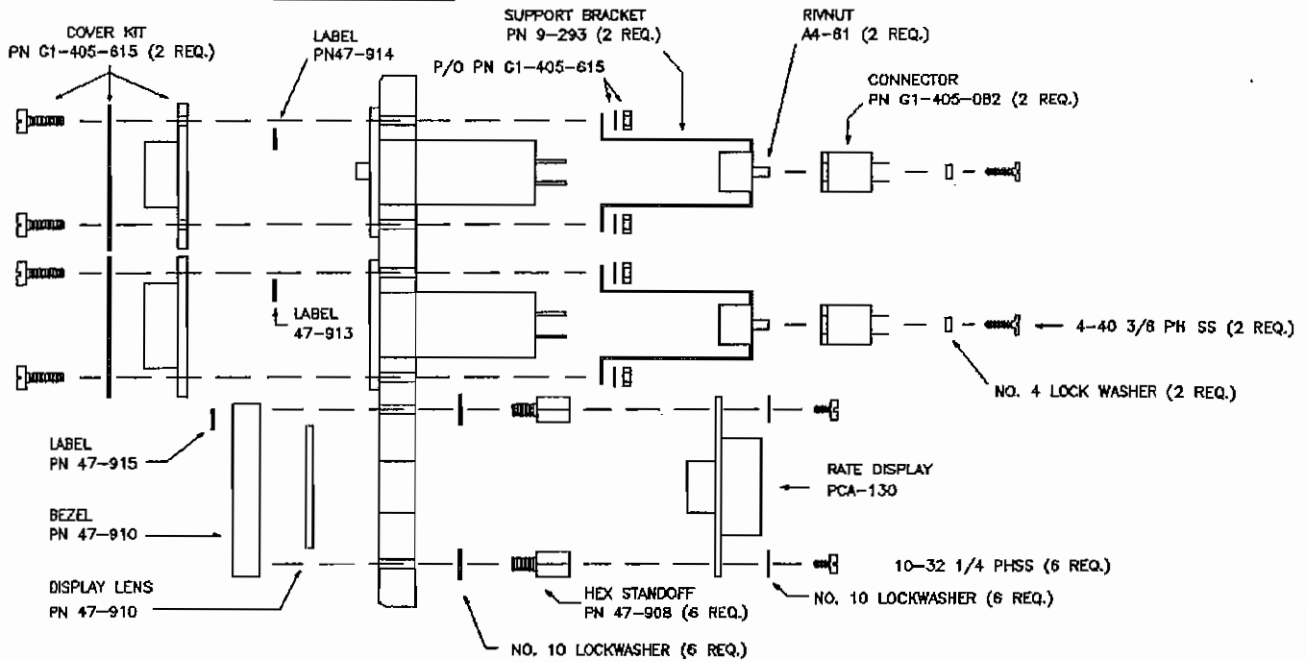 COVER KIT
PN G1-405-615 (2 REQ.)
LABEL
PN47-914
SUPPORT BRACKET
PN 9-293 (2 REQ.)
P/O PN G1-405-615
RIVNUT
A4-61 (2 REQ.)
CONNECTOR
PN G1-405-0B2 (2 REQ.)
LABEL
47-913
4-40 3/8 PH SS (2 REQ.)
NO. 4 LOCK WASHER (2 REQ.)
LABEL
PN 47-915
BEZEL
PN 47-910
DISPLAY LENS
PN 47-910
RATE DISPLAY
PCA-130
10-32 1/4 PHSS (6 REQ.)
HEX STANDOFF
PN 47-908 (6 REQ.)
NO. 10 LOCKWASHER (6 REQ.)
NO. 10 LOCKWASHER (6 REQ.)